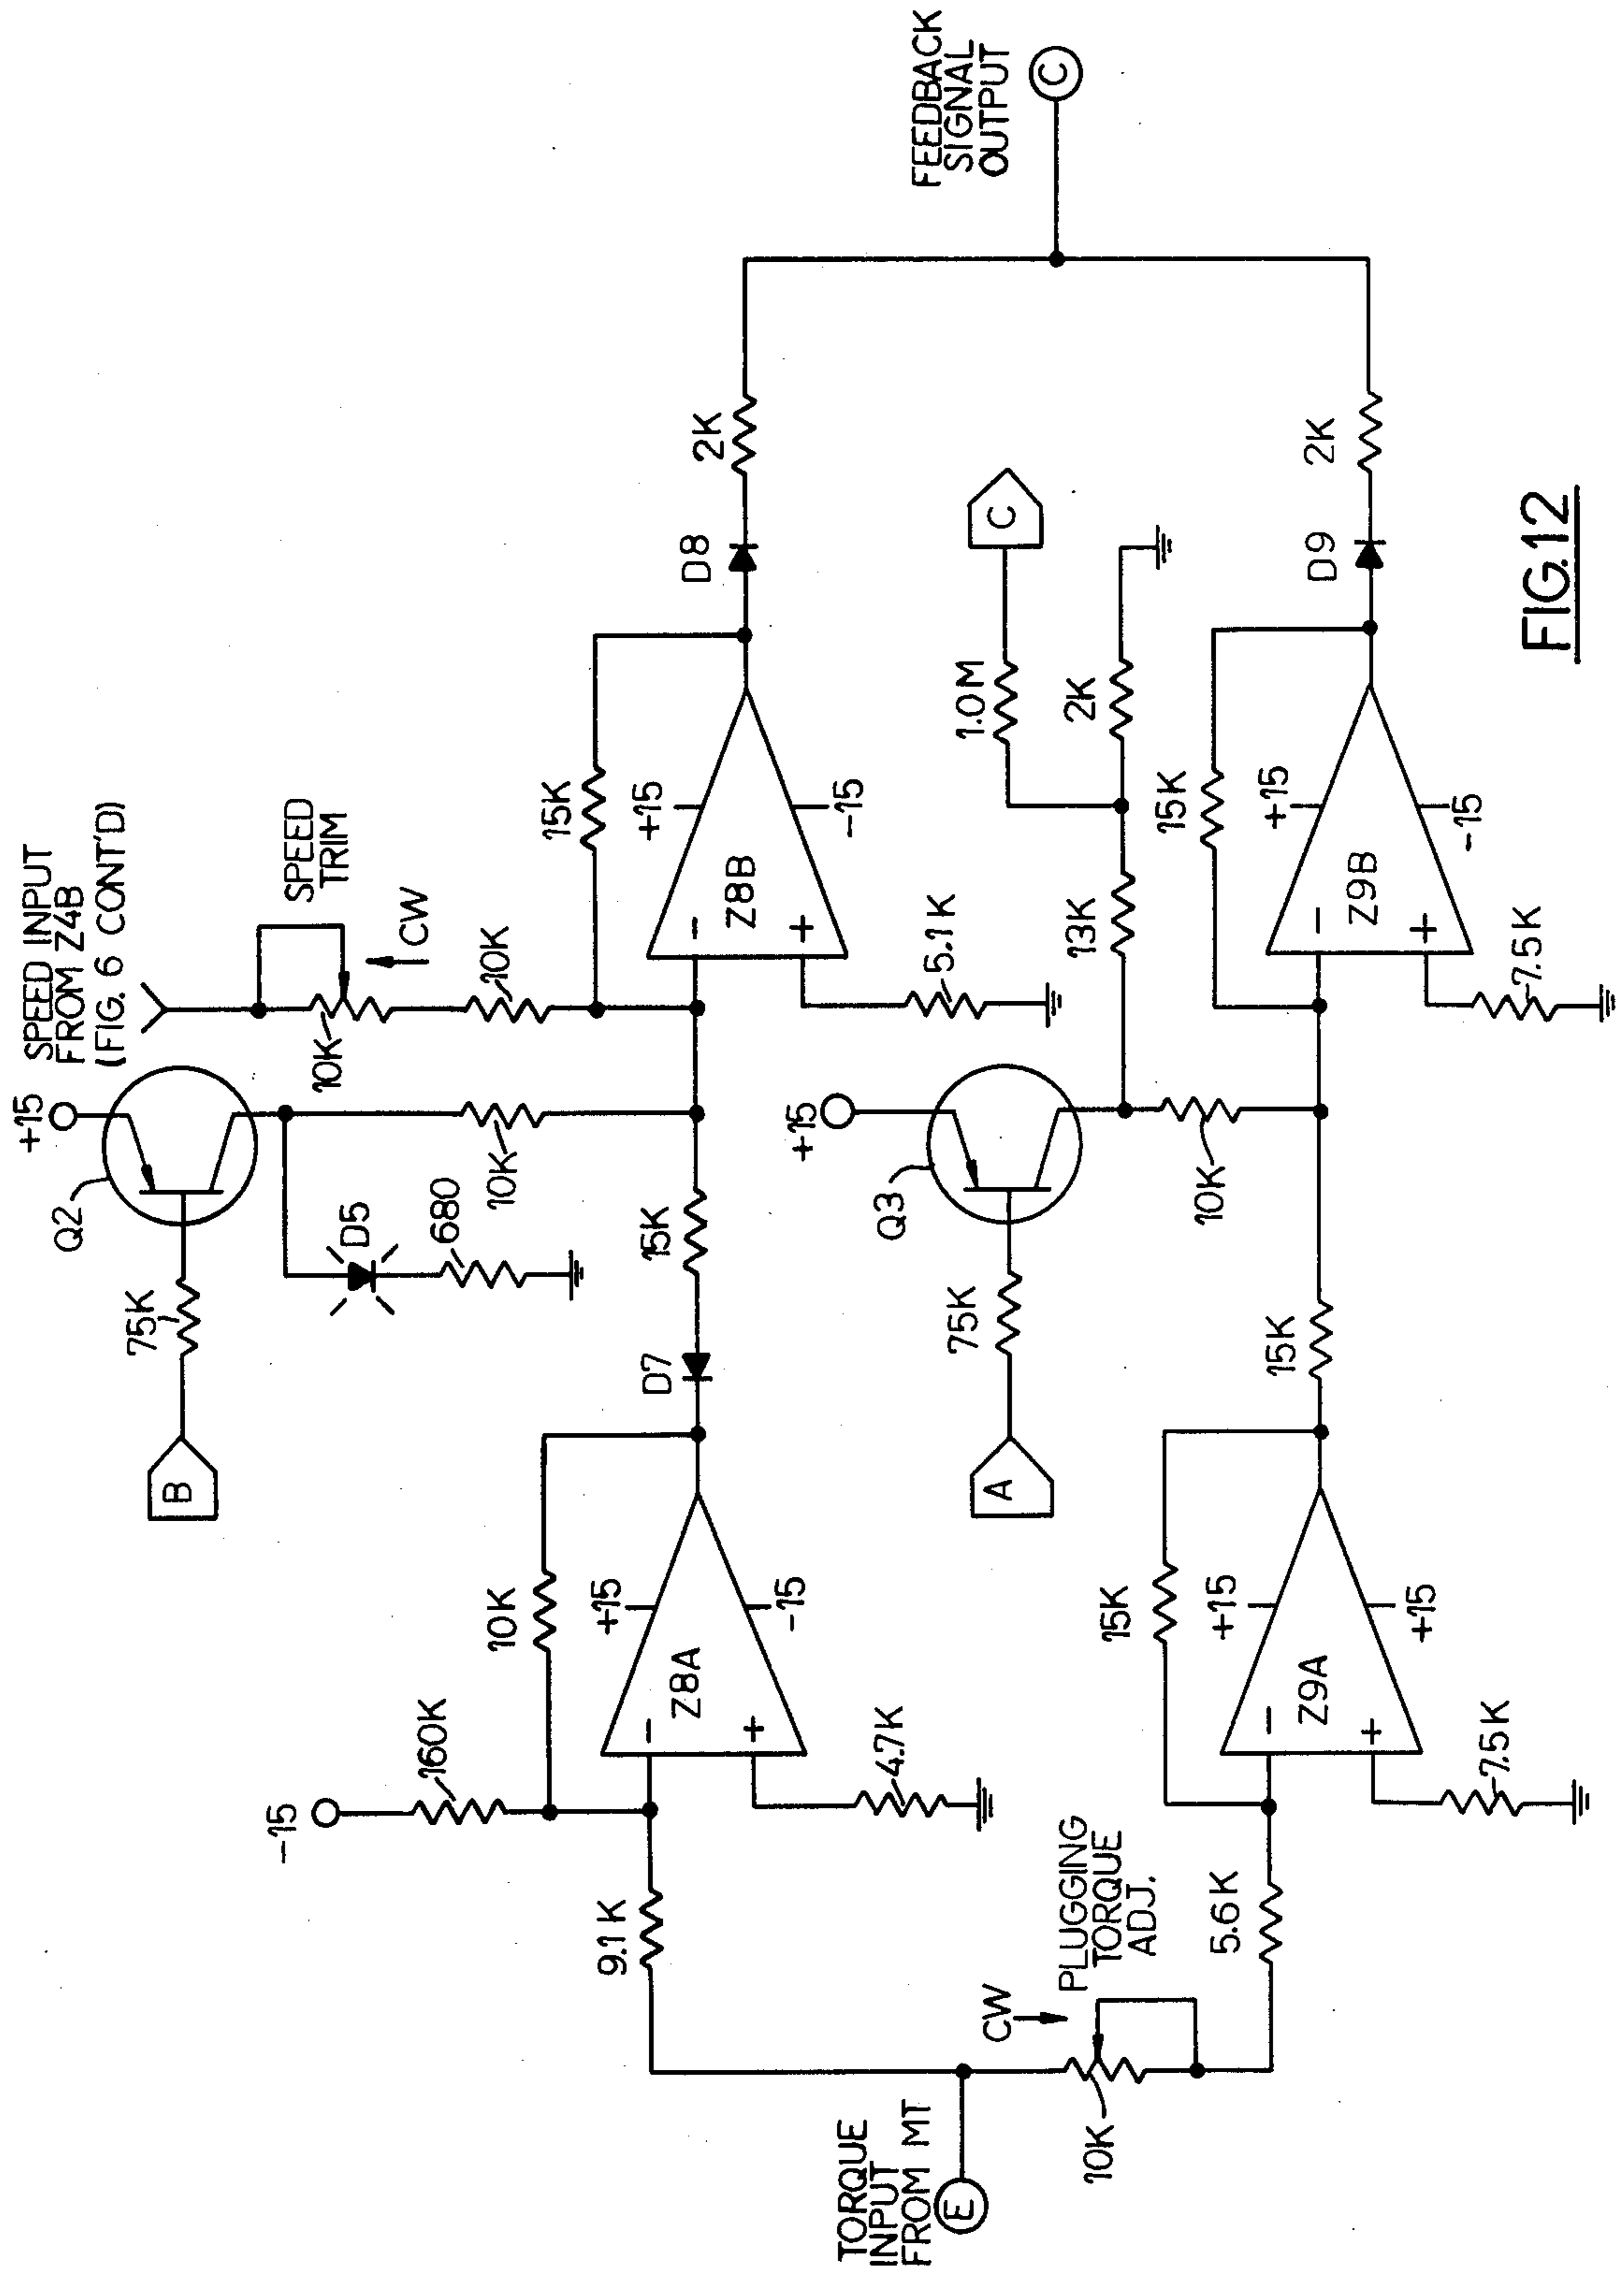 SPEED INPUT
FROM Z4B
(FIG. 6 CONT'D)
+15
Q2
75K
B
D5
680
10K
10K
SPEED
TRIM
CW
10K
-15
160K
10K
+15
Z8A
-
+
-15
4.7K
9.1K
D7
15K
15K
+15
Z8B
-
+
-15
5.1K
D8
2K
FEEDBACK
SIGNAL
OUTPUT
C
TORQUE
INPUT
FROM MT
E
CW
PLUGGING
TORQUE
ADJ.
10K
5.6K
A
75K
Q3
+15
10K
13K
1.0M
C
2K
15K
+15
Z9A
-
+
+15
7.5K
15K
15K
+15
Z9B
-
+
-15
7.5K
D9
2K
FIG.12